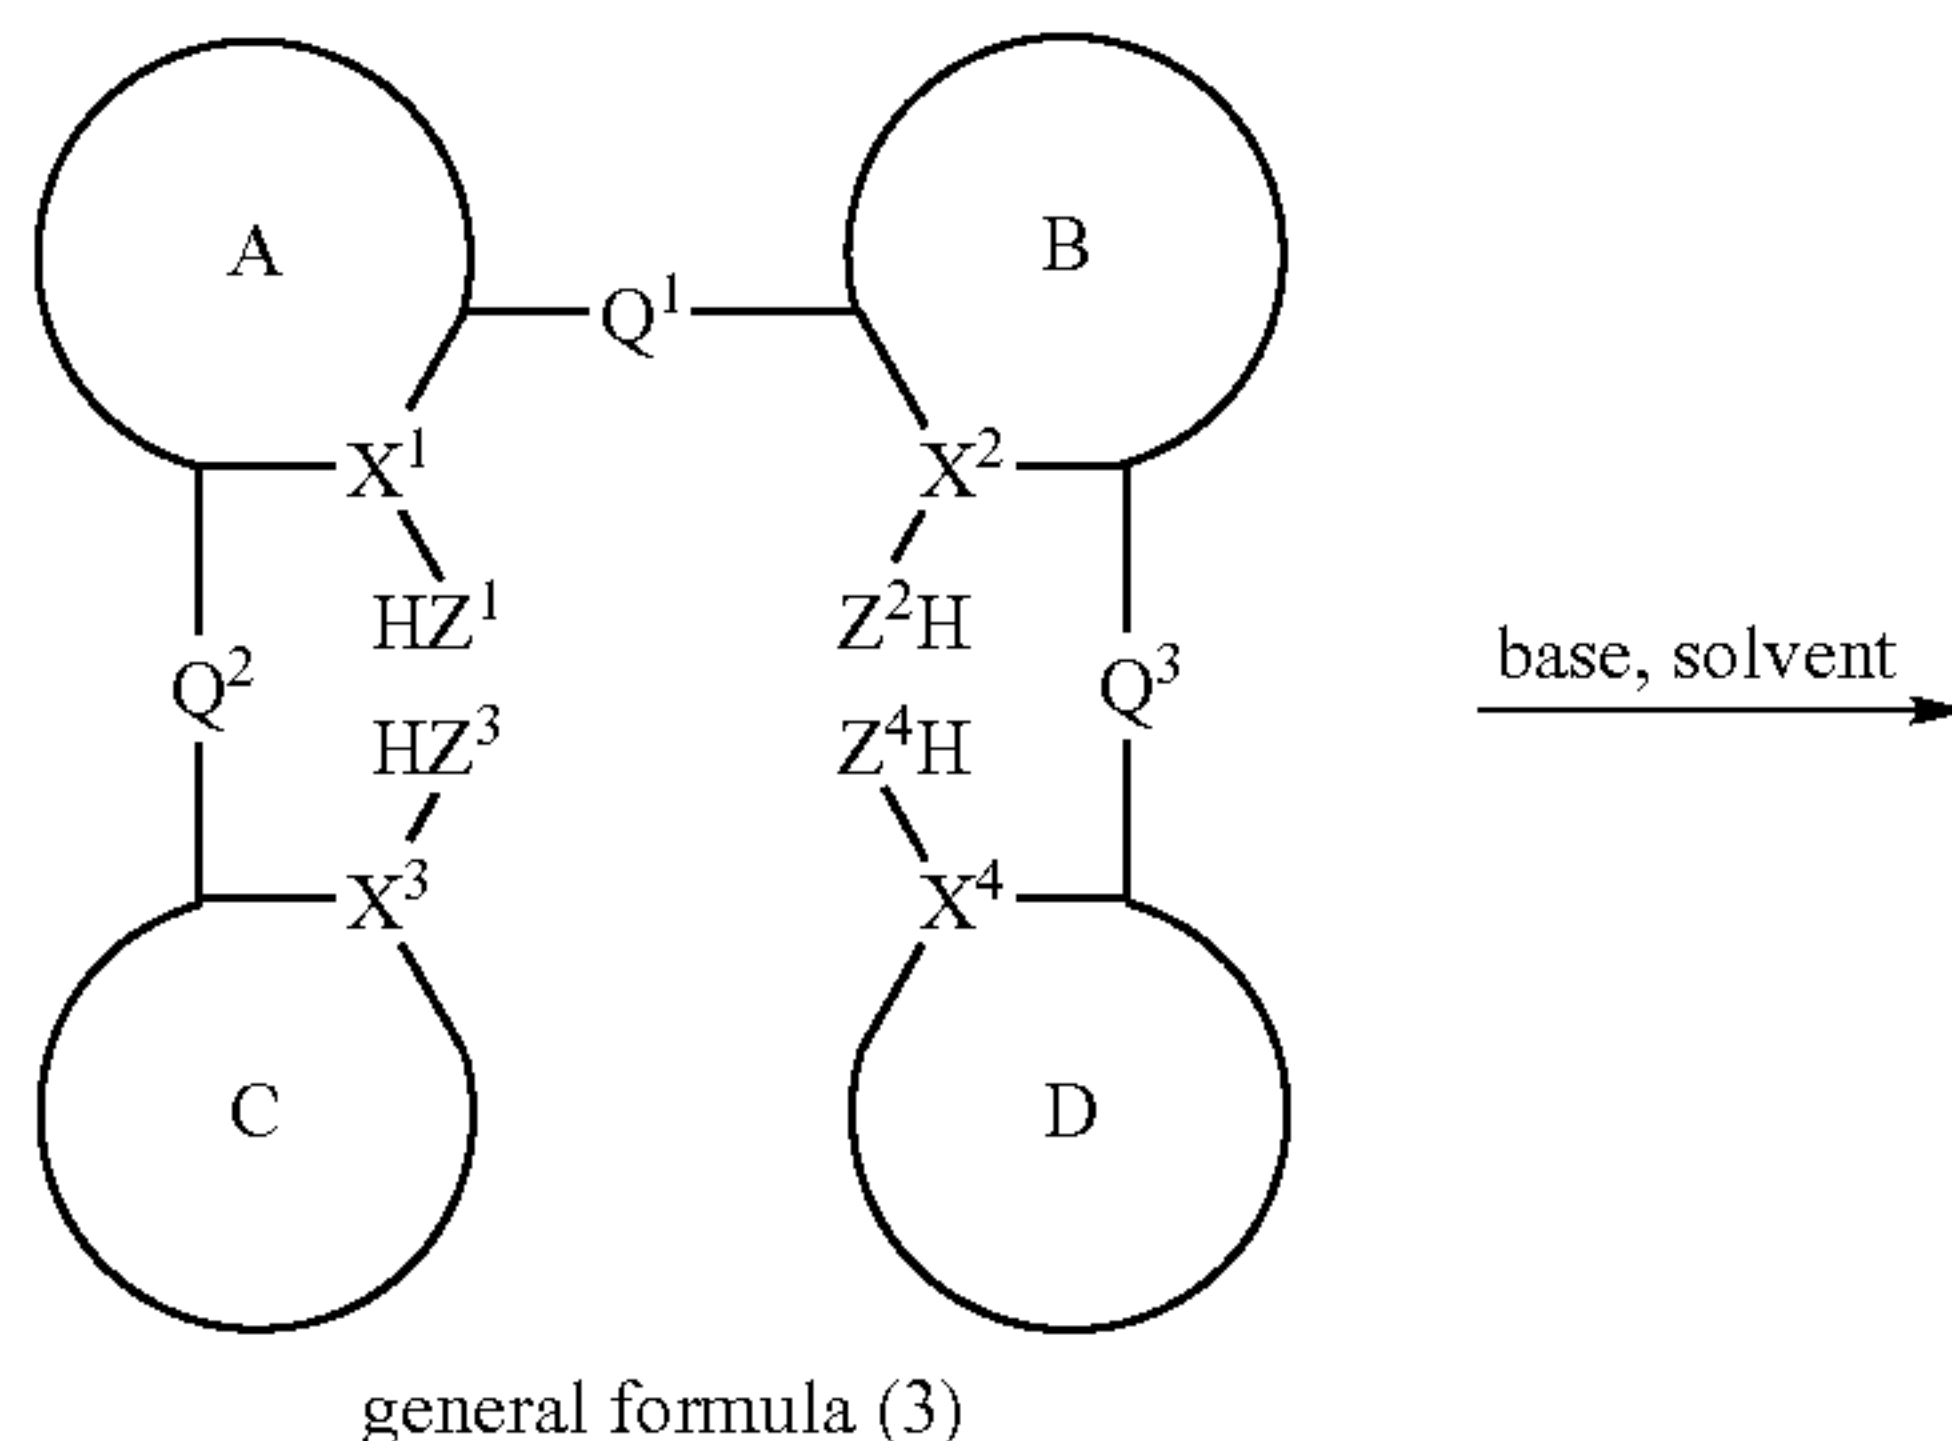 A B
Q¹
X¹ X²
HZ¹ Z²H
base, solvent
Q² Q³
HZ³ Z⁴H
X³ X⁴
C D
general formula (3)